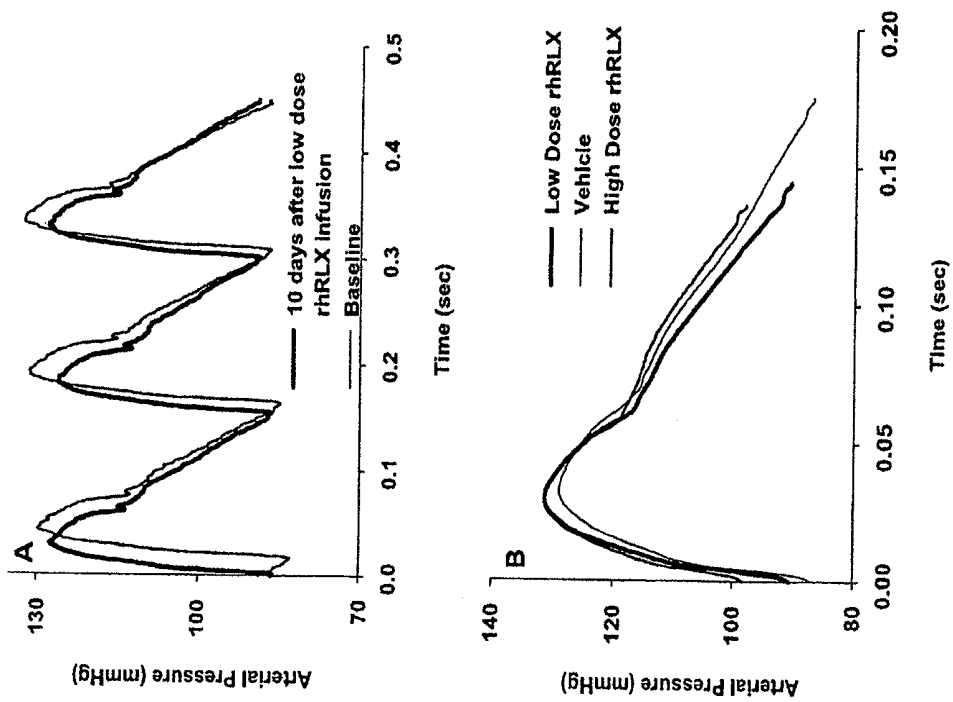 A
Arterial Pressure (mmHg)
130
100
70
0.0
0.1
0.2
0.3
0.4
0.5
Time (sec)
10 days after low dose
rhRLX infusion
Baseline
B
Arterial Pressure (mmHg)
140
120
100
80
0.00
0.05
0.10
0.15
0.20
Time (sec)
Low Dose rhRLX
Vehicle
High Dose rhRLX